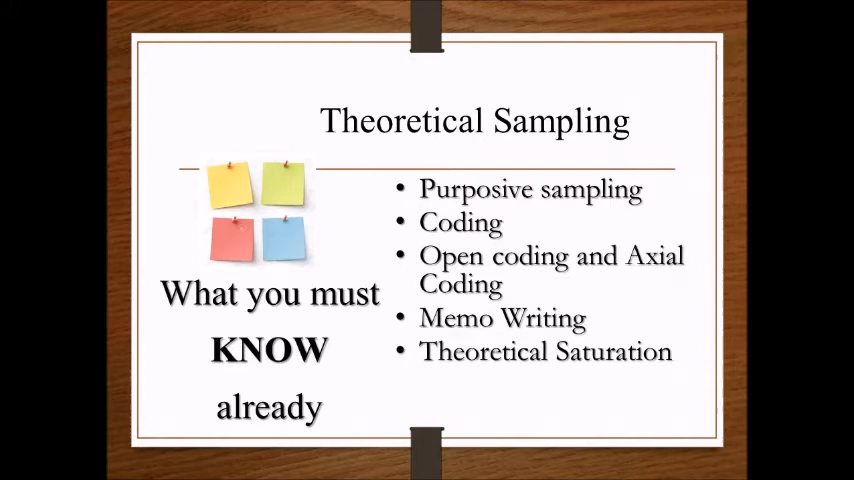 Theoretical Sampling
What you must
KNOW
already
• Purposive sampling
• Coding
• Open coding and Axial
Coding
• Memo Writing
• Theoretical Saturation